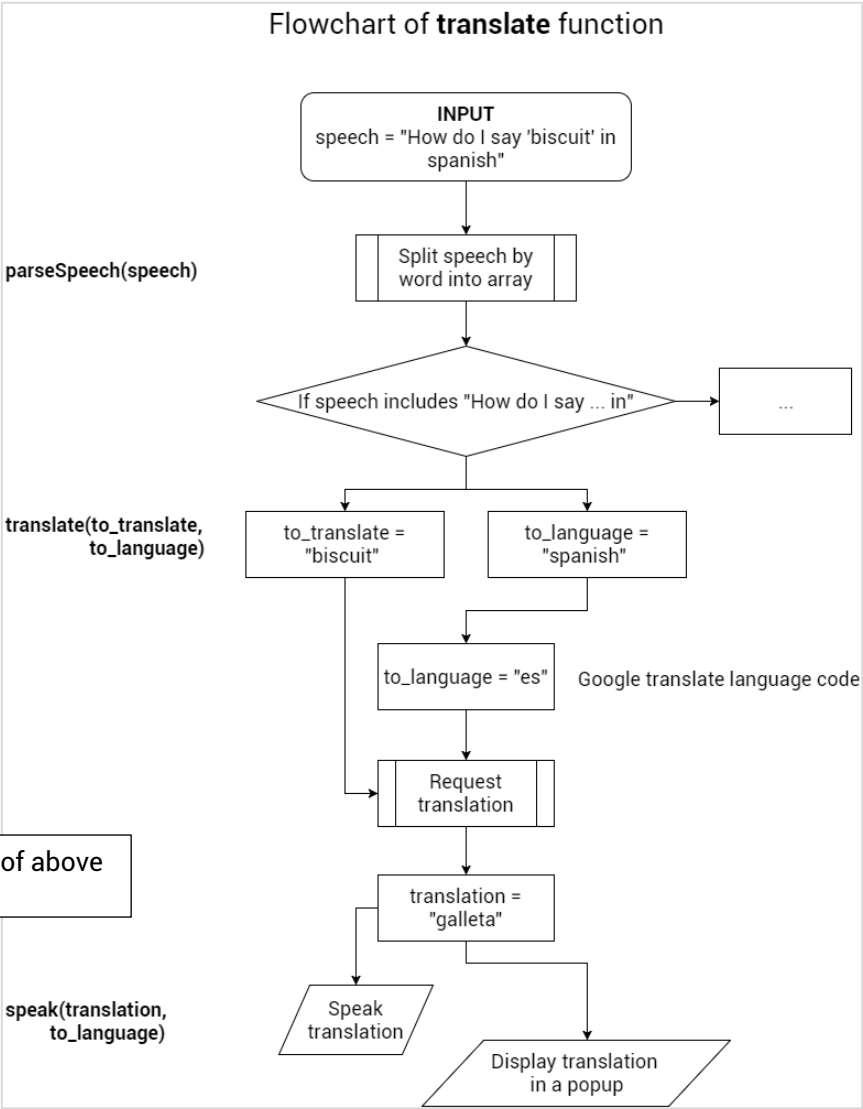 Flowchart of translate function
INPUT
speech = "How do I say 'biscuit' in
spanish"
parseSpeech(speech)
Split speech by
word into array
If speech includes "How do I say ... in"
...
translate(to_translate,
to_language)
to_translate =
"biscuit"
to_language =
"spanish"
to_language = "es"
Google translate language code
Request
translation
of above
translation =
"galleta"
speak(translation,
to_language)
Speak
translation
Display translation
in a popup